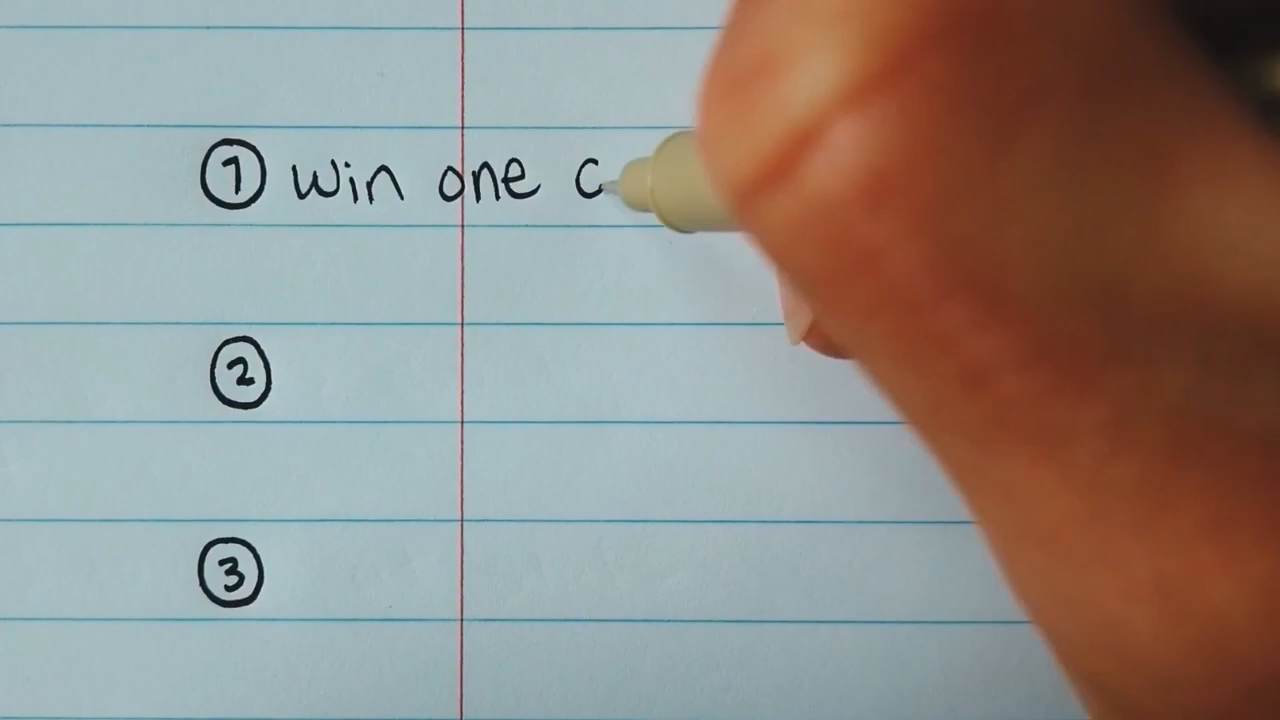 ① win one c
②
③